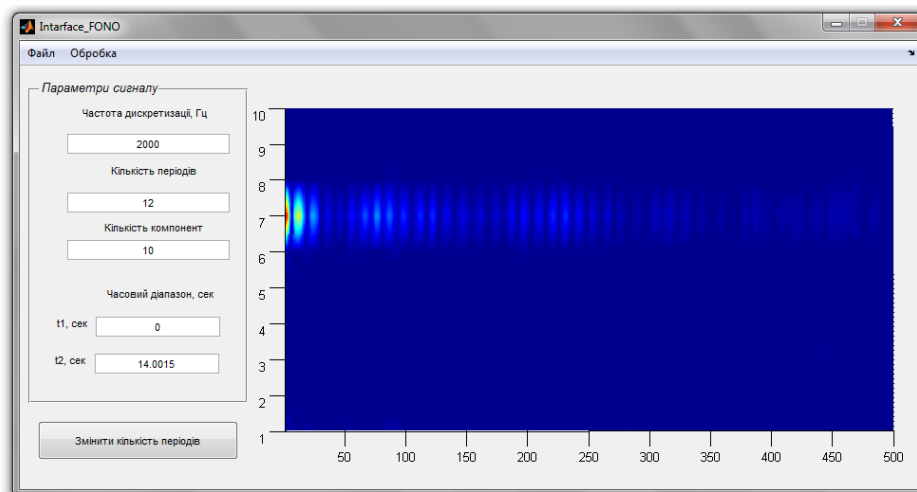 Intarface_FONO
Файл Обробка
Параметри сигналу
Частота дискретизації, Гц
2000
Кількість періодів
12
Кількість компонент
10
Часовий діапазон, сек
t1, сек 0
t2, сек 14.0015
Змінити кількість періодів
10
9
8
7
6
5
4
3
2
1
50 100 150 200 250 300 350 400 450 500